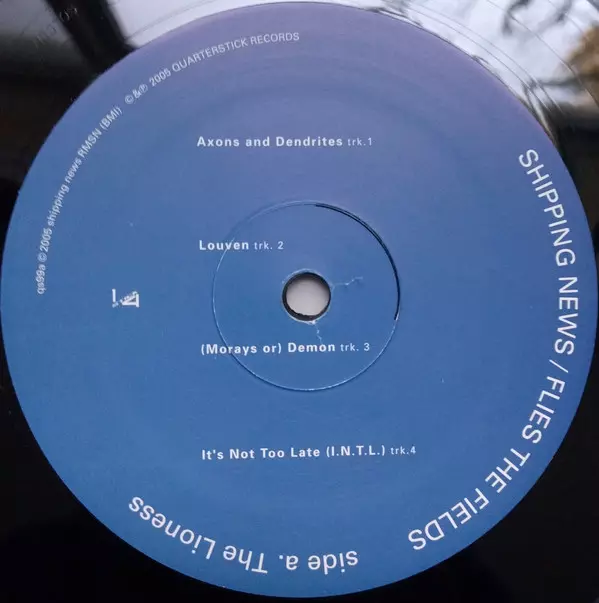 qs99a © 2005 shipping news RMSN (BMI) ©&℗ 2005 QUARTERSTICK RECORDS
Axons and Dendrites trk.1
Louven trk. 2
(Morays or) Demon trk. 3
It's Not Too Late (I.N.T.L.) trk.4
SHIPPING NEWS / FLIES THE FIELDS
side a. The Lioness